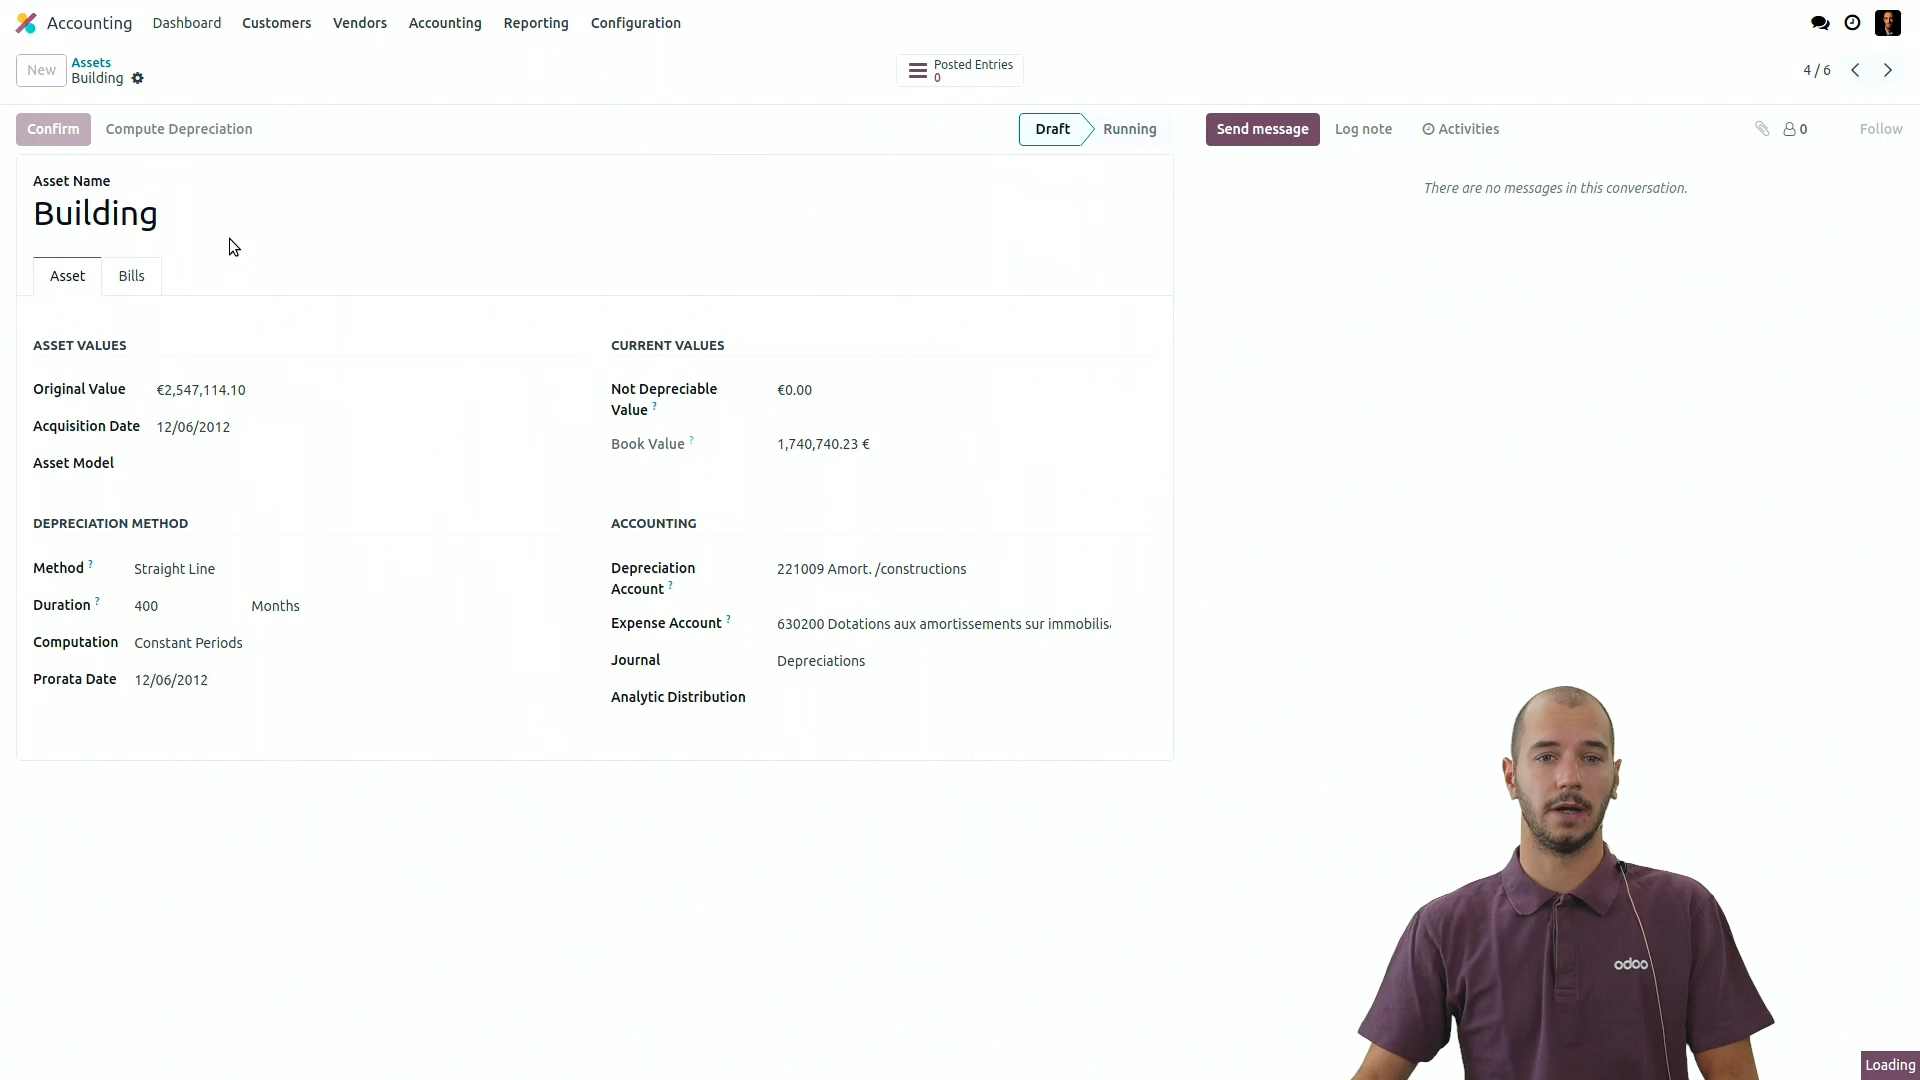 Accounting Dashboard Customers Vendors Accounting Reporting Configuration
New
Assets
Building
Posted Entries
0
4 / 6
Confirm Compute Depreciation
Draft Running
Send message Log note Activities
0
Follow
There are no messages in this conversation.
Asset Name
Building
Asset Bills
ASSET VALUES
Original Value €2,547,114.10
Acquisition Date 12/06/2012
Asset Model
CURRENT VALUES
Not Depreciable
Value ? €0.00
Book Value ? 1,740,740.23 €
DEPRECIATION METHOD
Method ? Straight Line
Duration ? 400 Months
Computation Constant Periods
Prorata Date 12/06/2012
ACCOUNTING
Depreciation
Account ? 221009 Amort. /constructions
Expense Account ? 630200 Dotations aux amortissements sur immobilis
Journal Depreciations
Analytic Distribution
odoo
Loading